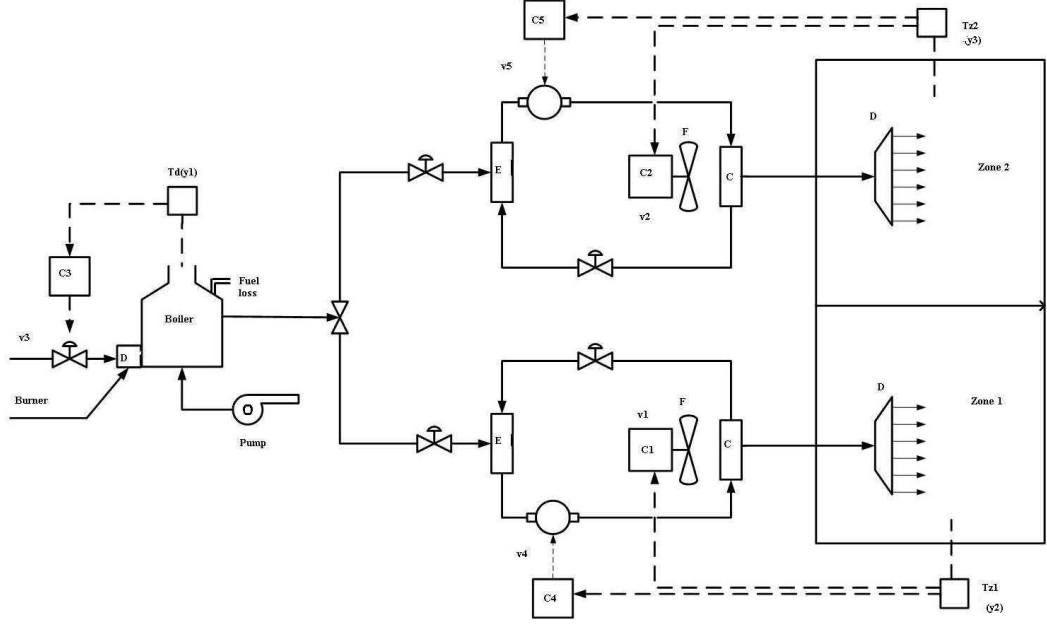 C5
Tz2
(y3)
v5
D
F
E
C2
C
Zone 2
Td(y1)
v2
C3
Fuel
loss
Boiler
v3
D
Burner
Pump
D
v1
F
Zone 1
E
C1
C
v4
C4
Tz1
(y2)